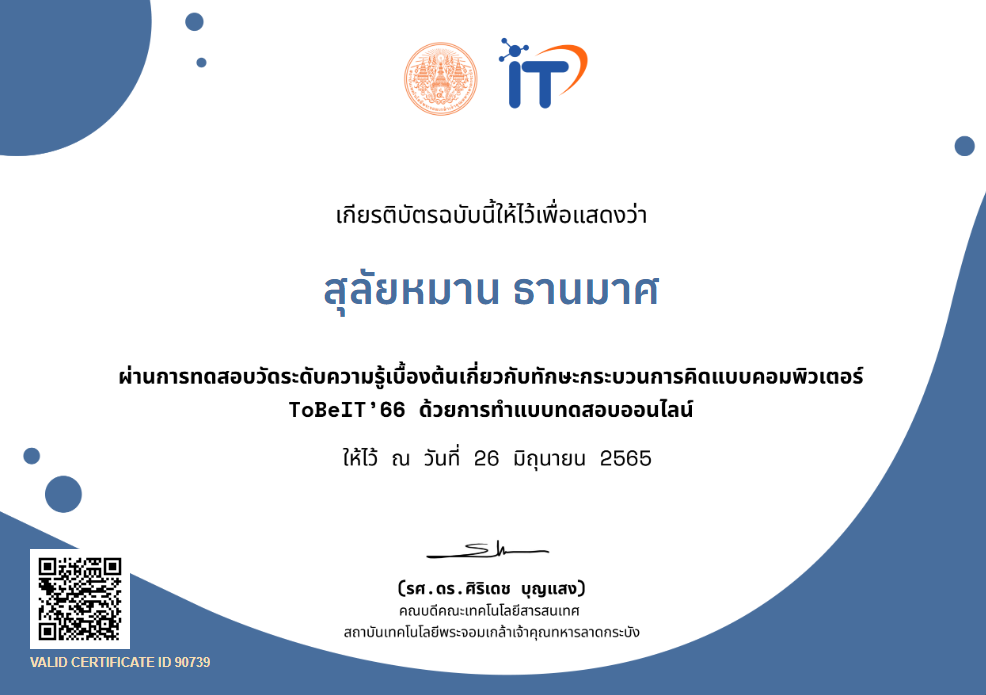 iT
เกียรติบัตรฉบับนี้ให้ไว้เพื่อแสดงว่า
สุลัยหมาน ธานมาศ
ผ่านการทดสอบวัดระดับความรู้เบื้องต้นเกี่ยวกับทักษะกระบวนการคิดแบบคอมพิวเตอร์
ToBeIT’66 ด้วยการทำแบบทดสอบออนไลน์
ให้ไว้ ณ วันที่ 26 มิถุนายน 2565
(รศ.ดร.ศิริเดช บุญแสง)
คณบดีคณะเทคโนโลยีสารสนเทศ
สถาบันเทคโนโลยีพระจอมเกล้าเจ้าคุณทหารลาดกระบัง
VALID CERTIFICATE ID 90739